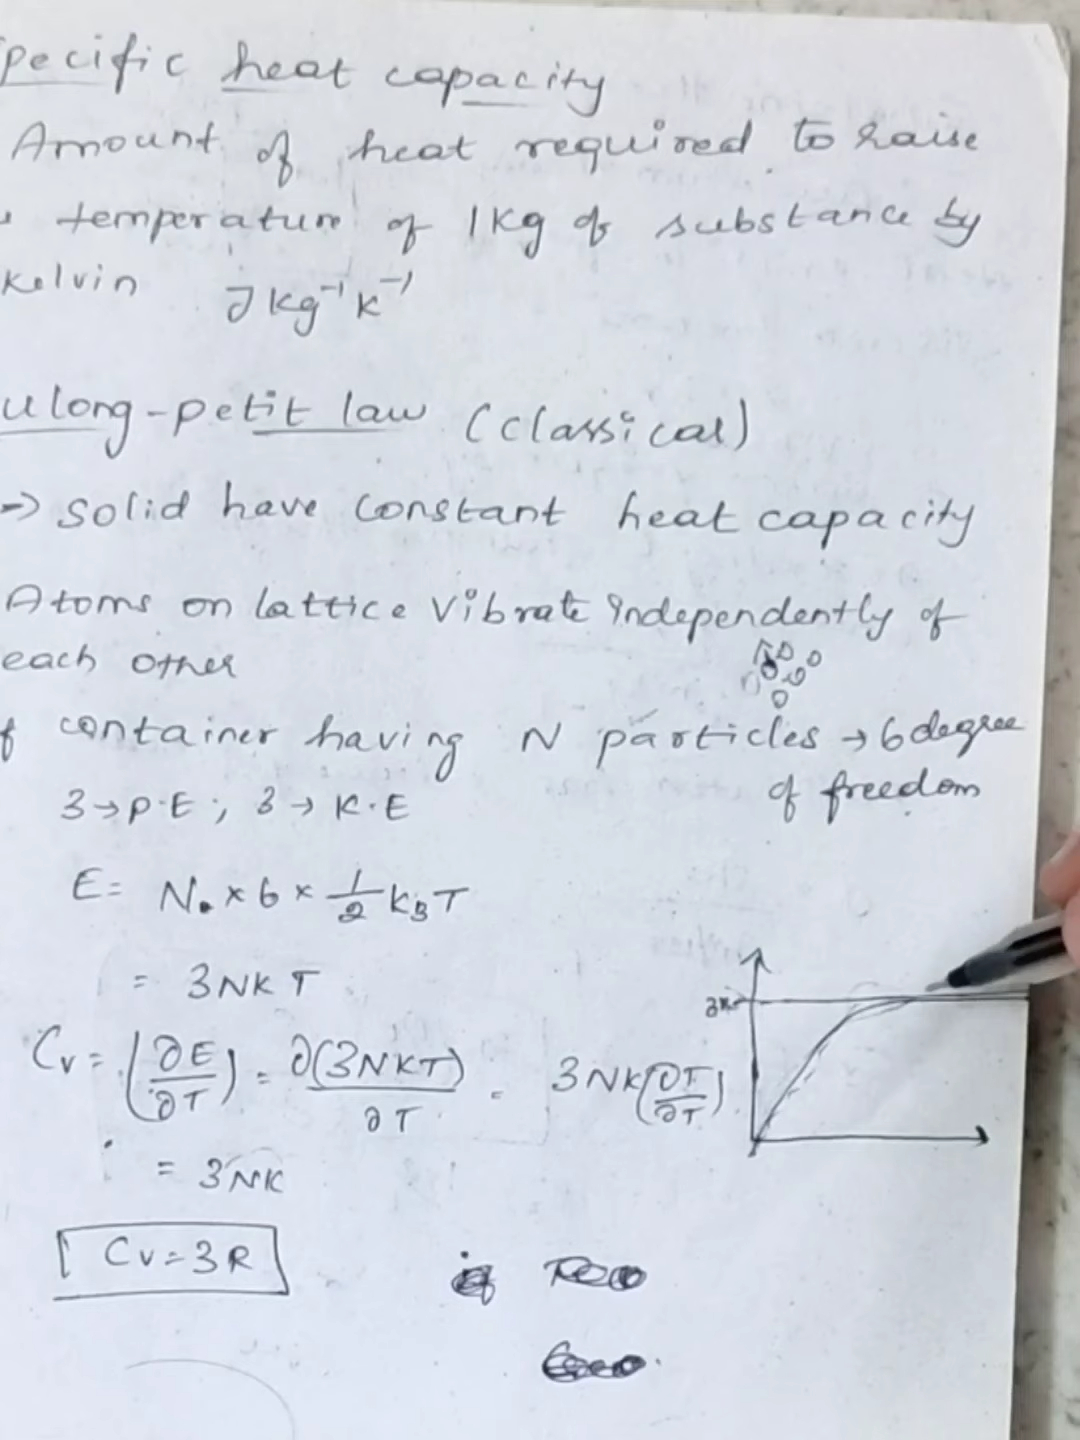 pecific heat capacity
Amount of heat required to raise
temperature of 1kg of substance by
Kelvin J kg⁻¹ K⁻¹
ulong-petit law (classical)
→ solid have constant heat capacity
Atoms on lattice vibrate independently of
each other
f container having N particles → 6 degree
of freedom
3 → P.E ; 3 → K.E
E = N. × 6 × 1/2 K_B T
= 3NKT
3R
Cv = (∂E/∂T) = ∂(3NKT)/∂T = 3NK(∂T/∂T)
= 3NK
Cv = 3R